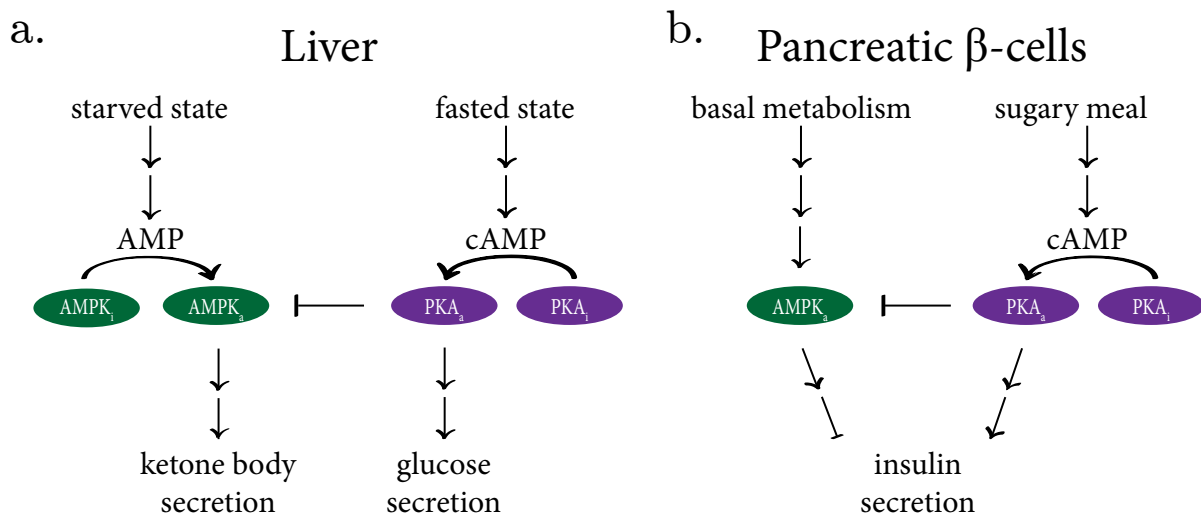 a.
Liver
starved state
fasted state
AMP
cAMP
AMPKᵢ
AMPKₐ
PKAₐ
PKAᵢ
ketone body
secretion
glucose
secretion
b.
Pancreatic β-cells
basal metabolism
sugary meal
cAMP
AMPKₐ
PKAₐ
PKAᵢ
insulin
secretion